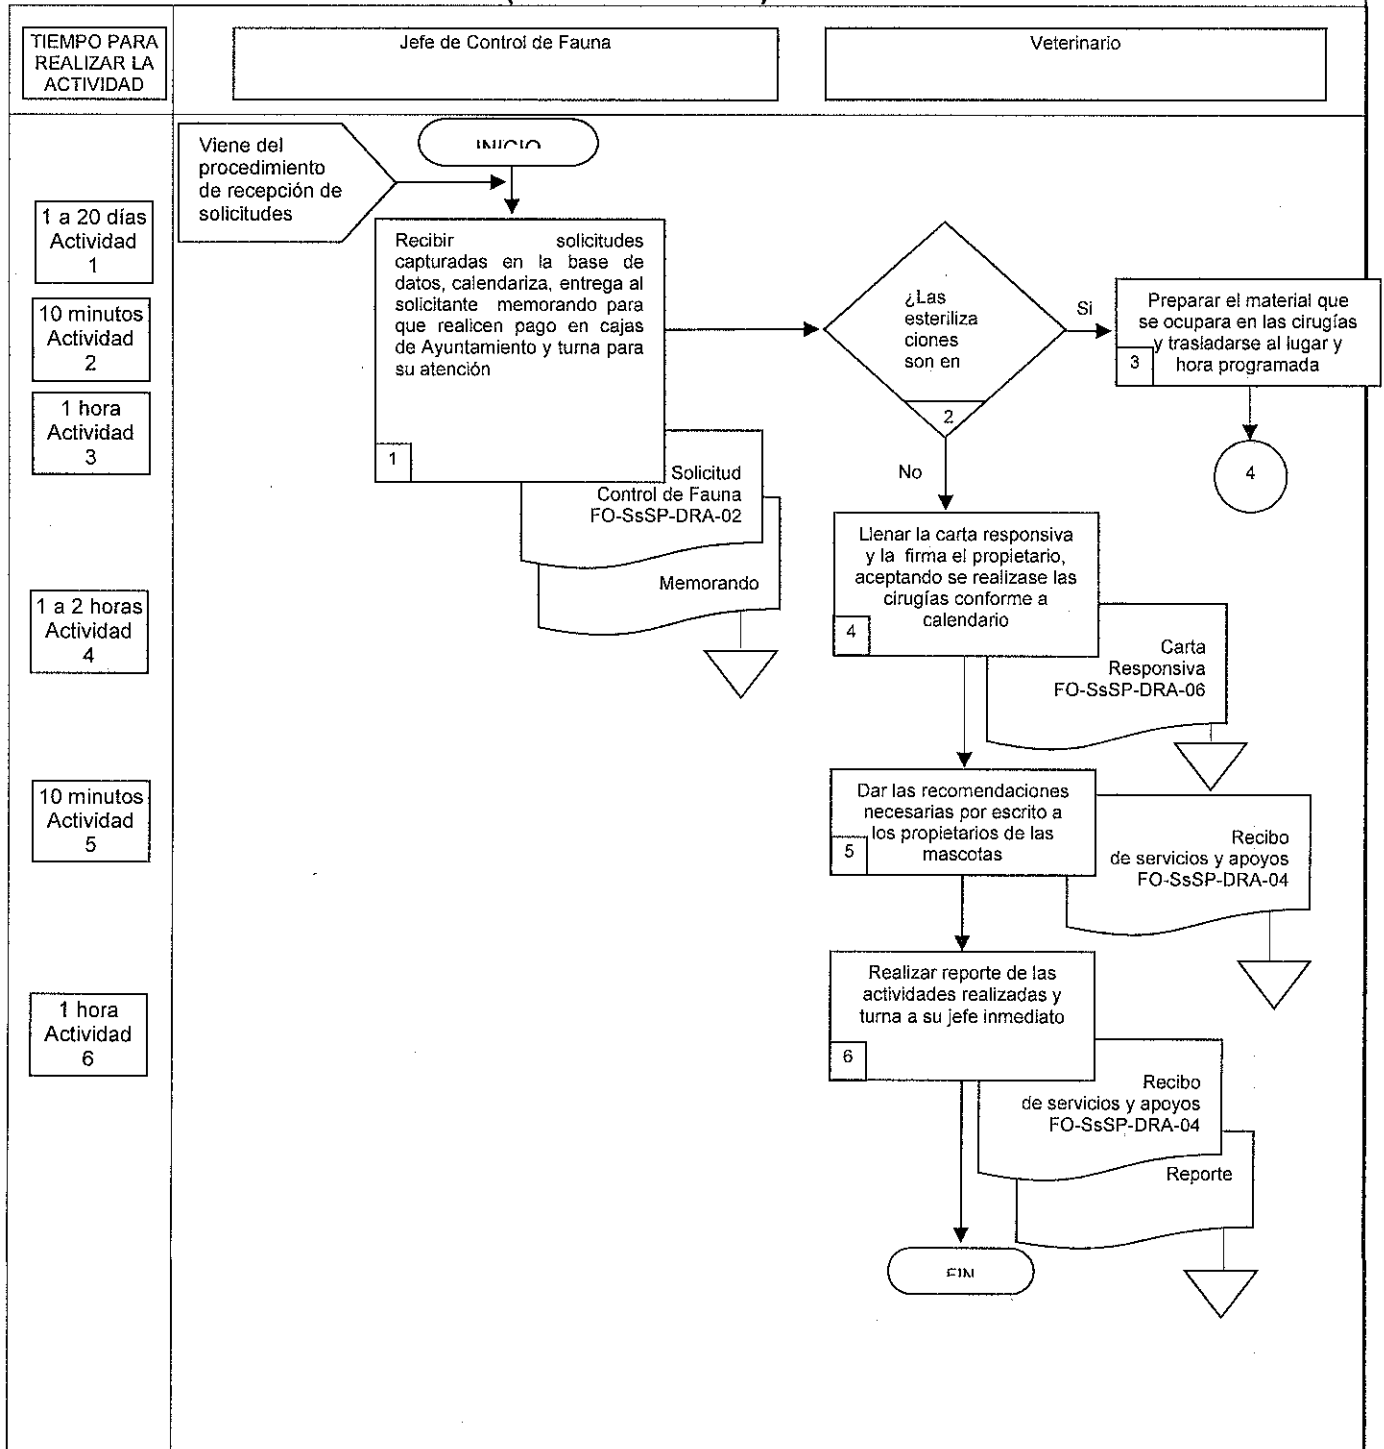 TIEMPO PARA
REALIZAR LA
ACTIVIDAD
Jefe de Control de Fauna
Veterinario
Viene del
procedimiento
de recepción de
solicitudes
INICIO
1 a 20 días
Actividad
1
10 minutos
Actividad
2
1 hora
Actividad
3
1 a 2 horas
Actividad
4
10 minutos
Actividad
5
1 hora
Actividad
6
Recibir solicitudes
capturadas en la base de
datos, calendariza, entrega al
solicitante memorando para
que realicen pago en cajas
de Ayuntamiento y turna para
su atención
1
Solicitud
Control de Fauna
FO-SsSP-DRA-02
Memorando
¿Las
esteriliza
ciones
son en
2
Si
No
Preparar el material que
se ocupara en las cirugías
y trasladarse al lugar y
hora programada
3
4
Llenar la carta responsiva
y la firma el propietario,
aceptando se realizase las
cirugías conforme a
calendario
4
Carta
Responsiva
FO-SsSP-DRA-06
Dar las recomendaciones
necesarias por escrito a
los propietarios de las
mascotas
5
Recibo
de servicios y apoyos
FO-SsSP-DRA-04
Realizar reporte de las
actividades realizadas y
turna a su jefe inmediato
6
Recibo
de servicios y apoyos
FO-SsSP-DRA-04
Reporte
FIN